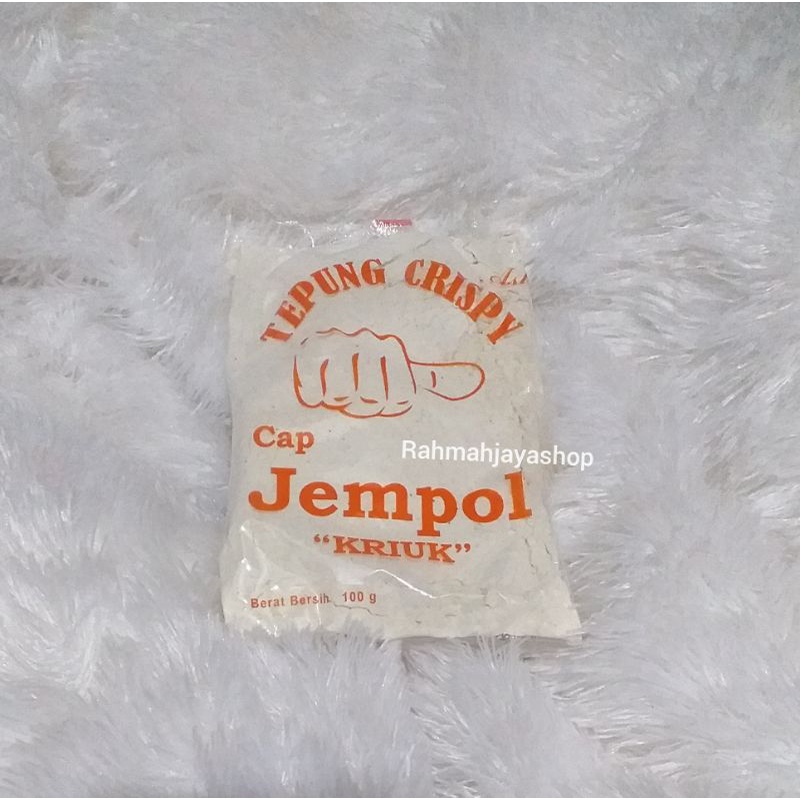 TEPUNG CRISPY
Cap
Rahmahjayashop
Jempol
“KRIUK”
Berat Bersih 100 g